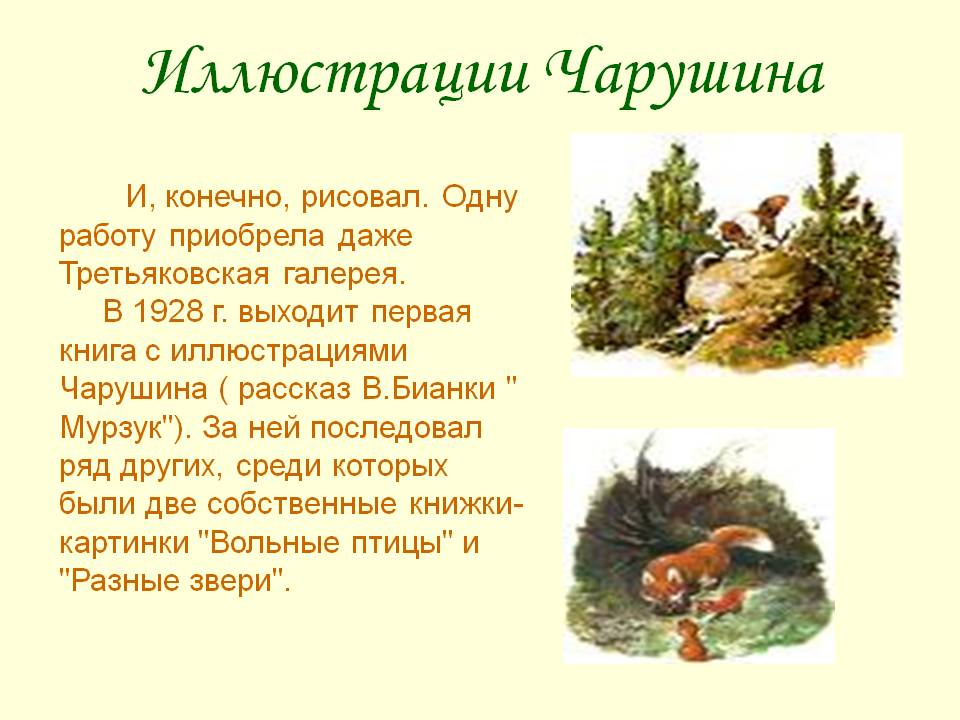 Иллюстрации Чарушина
И, конечно, рисовал. Одну
работу приобрела даже
Третьяковская галерея.
В 1928 г. выходит первая
книга с иллюстрациями
Чарушина ( рассказ В.Бианки "
Мурзук"). За ней последовал
ряд других, среди которых
были две собственные книжки-
картинки "Вольные птицы" и
"Разные звери".